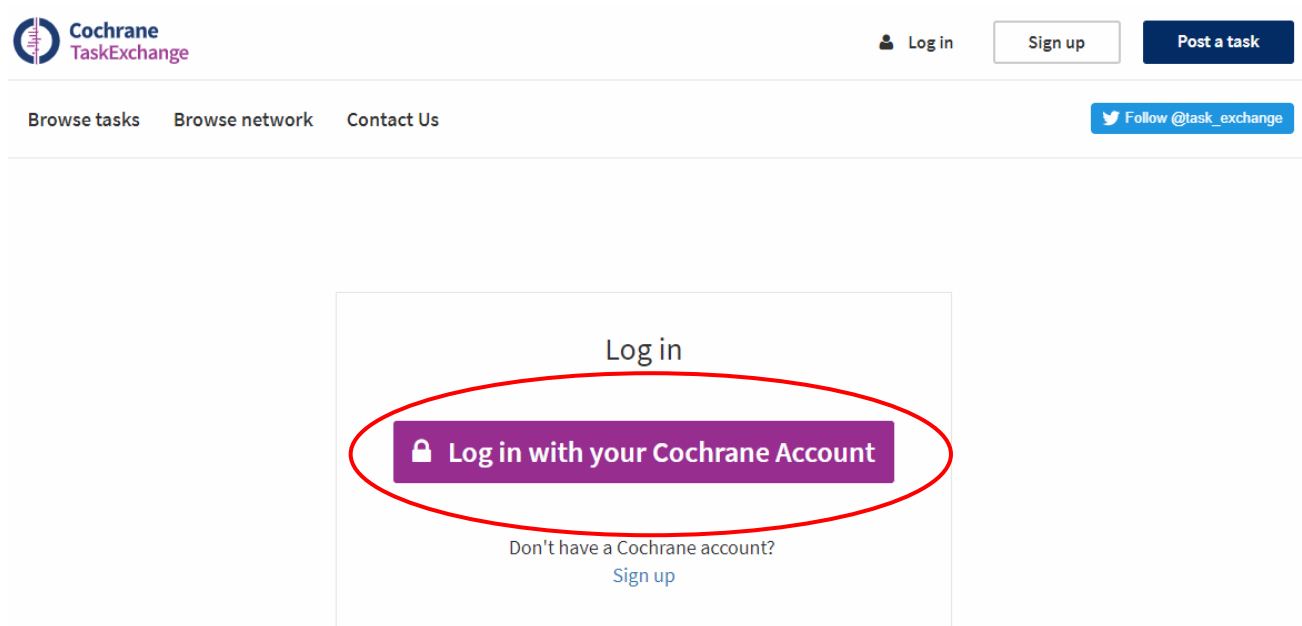 Cochrane
TaskExchange
Log in
Sign up
Post a task
Browse tasks
Browse network
Contact Us
Follow @task_exchange
Log in
Log in with your Cochrane Account
Don't have a Cochrane account?
Sign up